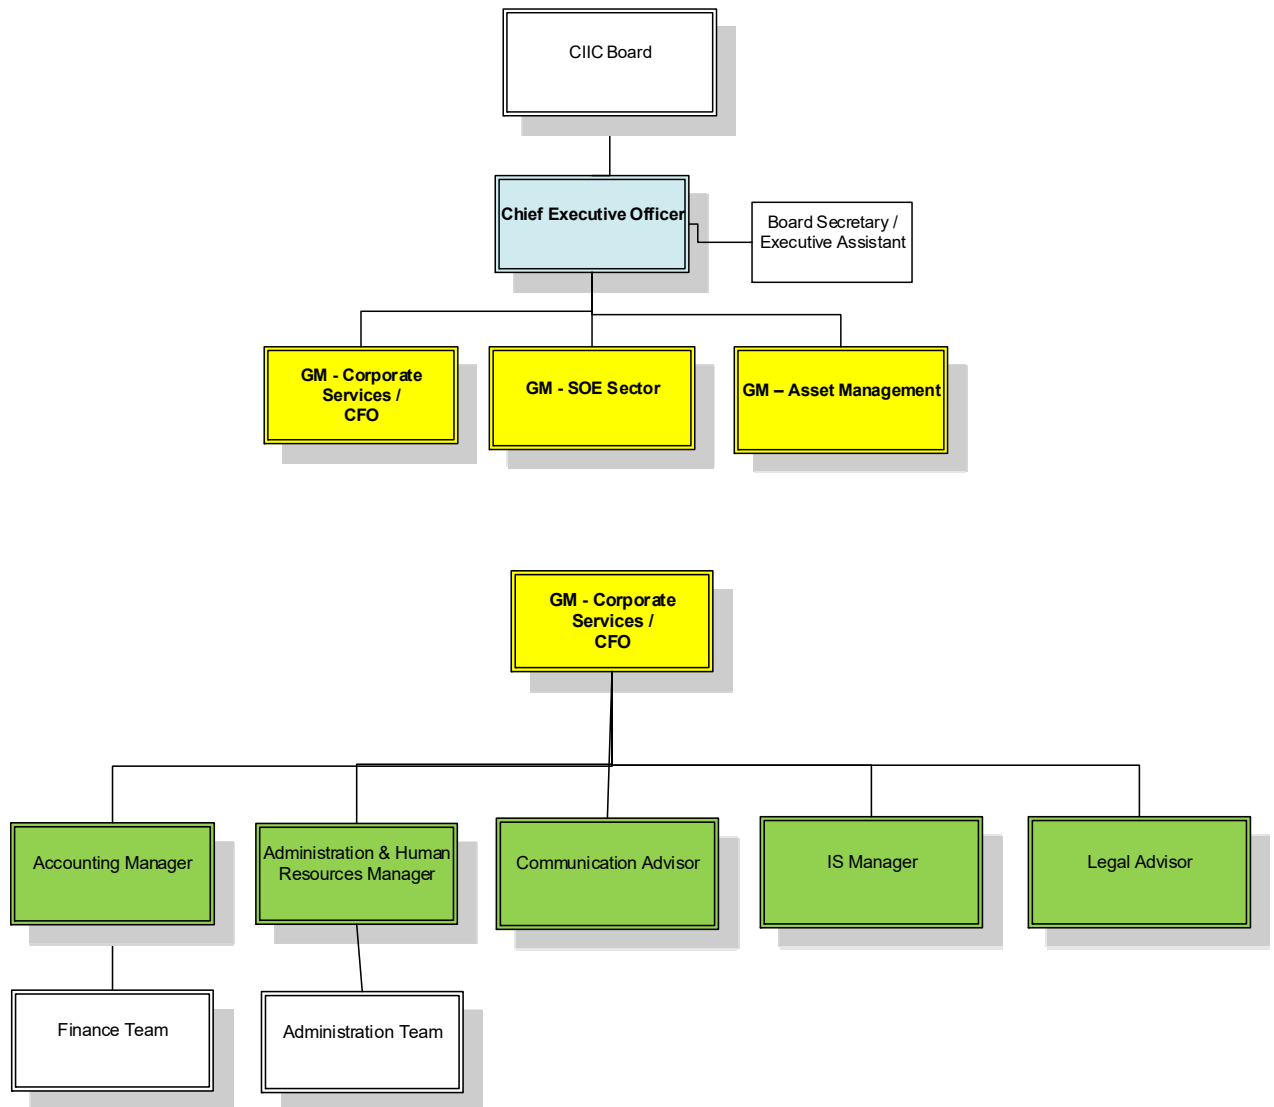 CIIC Board
Chief Executive Officer
Board Secretary /
Executive Assistant
GM - Corporate
Services /
CFO
GM - SOE Sector
GM – Asset Management
GM - Corporate
Services /
CFO
Accounting Manager
Administration & Human
Resources Manager
Communication Advisor
IS Manager
Legal Advisor
Finance Team
Administration Team